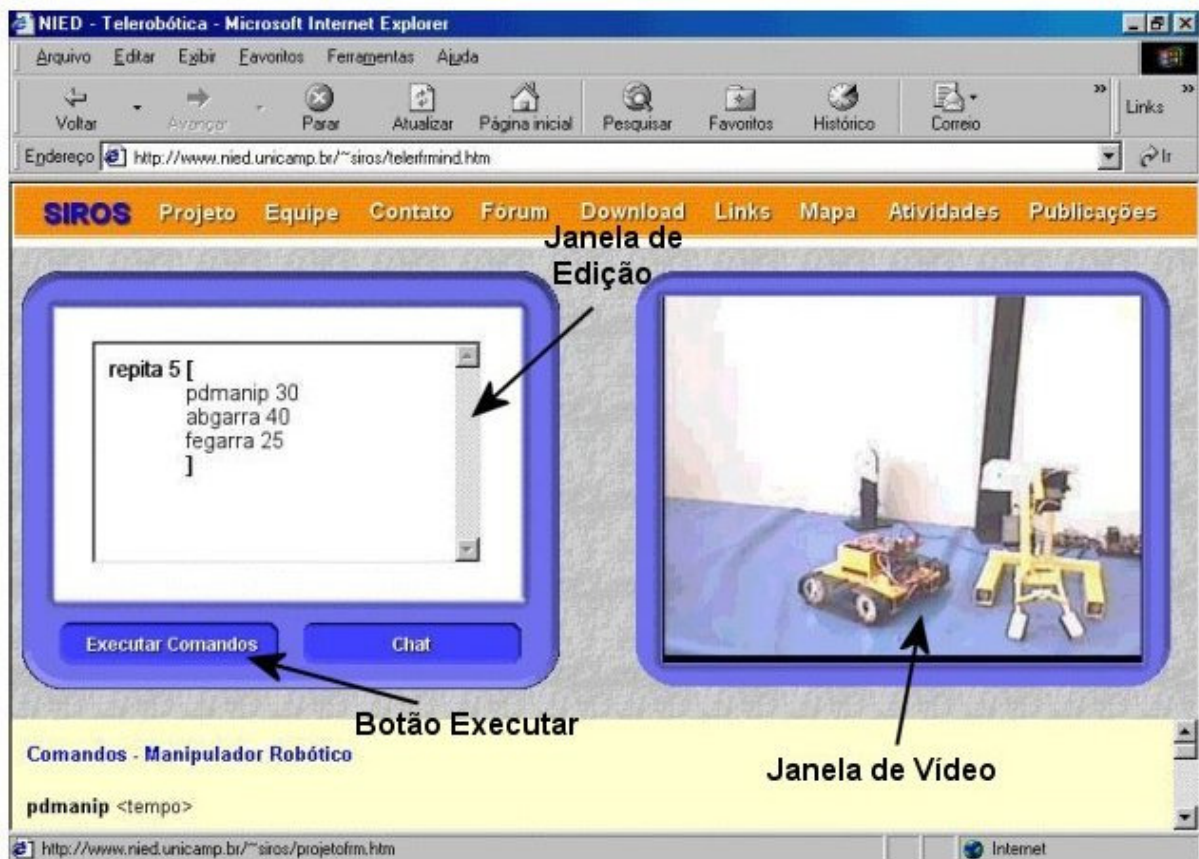 NIED - Telerobótica - Microsoft Internet Explorer
Arquivo Editar Exibir Favoritos Ferramentas Ajuda
Voltar Avançar Parar Atualizar Página inicial Pesquisar Favoritos Histórico Correio Links
Endereço http://www.nied.unicamp.br/~siros/telerfrmind.htm Ir
SIROS Projeto Equipe Contato Fórum Download Links Mapa Atividades Publicações
Janela de
Edição
repita 5 [
pdmanip 30
abgarra 40
fegarra 25
]
Executar Comandos Chat
Botão Executar
Janela de Vídeo
Comandos - Manipulador Robótico
pdmanip <tempo>
http://www.nied.unicamp.br/~siros/projetofrm.htm Internet